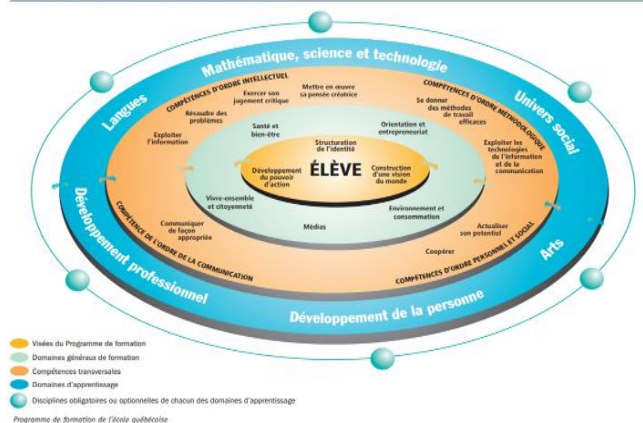 Mathématique, science et technologie
Langues
Univers social
COMPÉTENCES D'ORDRE INTELLECTUEL
COMPÉTENCES D'ORDRE MÉTHODOLOGIQUE
Exercer son
jugement critique
Mettre en œuvre
sa pensée créatrice
Résoudre des
problèmes
Se donner
des méthodes
de travail
efficaces
Exploiter
l'information
Exploiter les
technologies
de l'information
et de la
communication
Santé et
bien-être
Orientation et
entrepreneuriat
Structuration
de l'identité
ÉLÈVE
Développement
du pouvoir
d'action
Construction
d'une vision
du monde
Vivre-ensemble
et citoyenneté
Médias
Environnement et
consommation
Communiquer
de façon
appropriée
Actualiser
son potentiel
Coopérer
COMPÉTENCE DE L'ORDRE DE LA COMMUNICATION
COMPÉTENCES D'ORDRE PERSONNEL ET SOCIAL
Développement professionnel
Développement de la personne
Arts
Visées du Programme de formation
Domaines généraux de formation
Compétences transversales
Domaines d'apprentissage
Disciplines obligatoires ou optionnelles de chacun des domaines d'apprentissage
Programme de formation de l'école québécoise